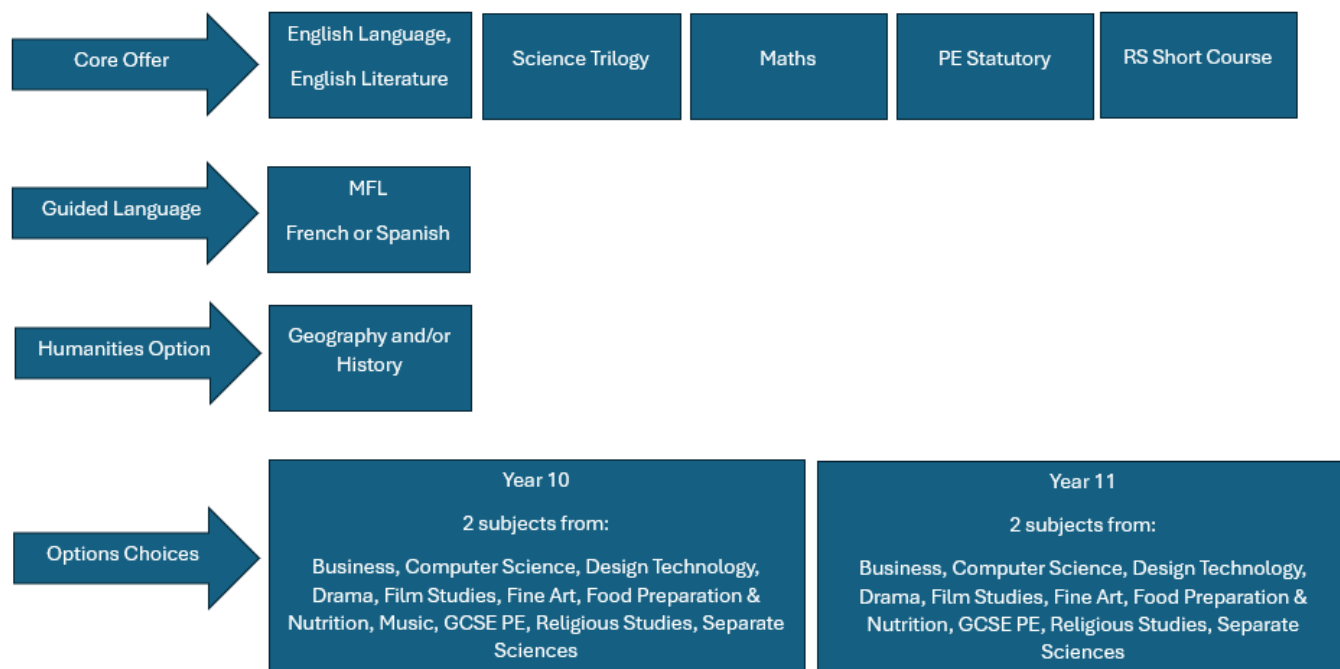 Core Offer
English Language,
English Literature
Science Trilogy
Maths
PE Statutory
RS Short Course
Guided Language
MFL
French or Spanish
Humanities Option
Geography and/or
History
Options Choices
Year 10
2 subjects from:
Business, Computer Science, Design Technology,
Drama, Film Studies, Fine Art, Food Preparation &
Nutrition, Music, GCSE PE, Religious Studies, Separate
Sciences
Year 11
2 subjects from:
Business, Computer Science, Design Technology,
Drama, Film Studies, Fine Art, Food Preparation &
Nutrition, GCSE PE, Religious Studies, Separate
Sciences